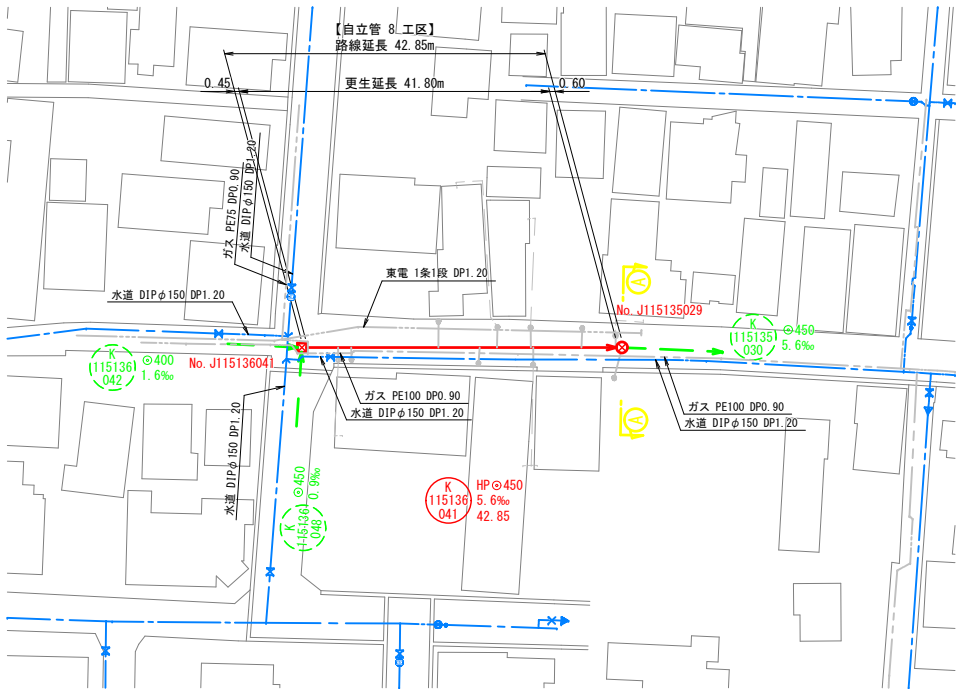 【自立管 8 工区】
路線延長 42.85m
0.45
更生延長 41.80m
0.60
ガス PE75 DP0.90
水道 DIPφ150 DP1.20
東電 1条1段 DP1.20
水道 DIPφ150 DP1.20
No. J115135029
K
115135
030
◎450
5.6‰
K
115136
042
◎400
1.6‰
No. J115136041
ガス PE100 DP0.90
水道 DIPφ150 DP1.20
ガス PE100 DP0.90
水道 DIPφ150 DP1.20
水道 DIPφ150 DP1.20
K
115136
048
◎450
0.9‰
K
115136
041
HP◎450
5.6‰
42.85
A
A